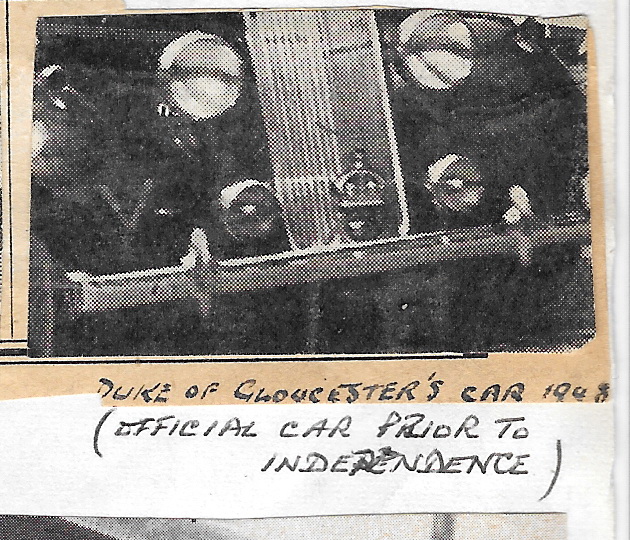 DUKE OF GLOUCESTER'S CAR 1948
(OFFICIAL CAR PRIOR TO
INDEPENDENCE)